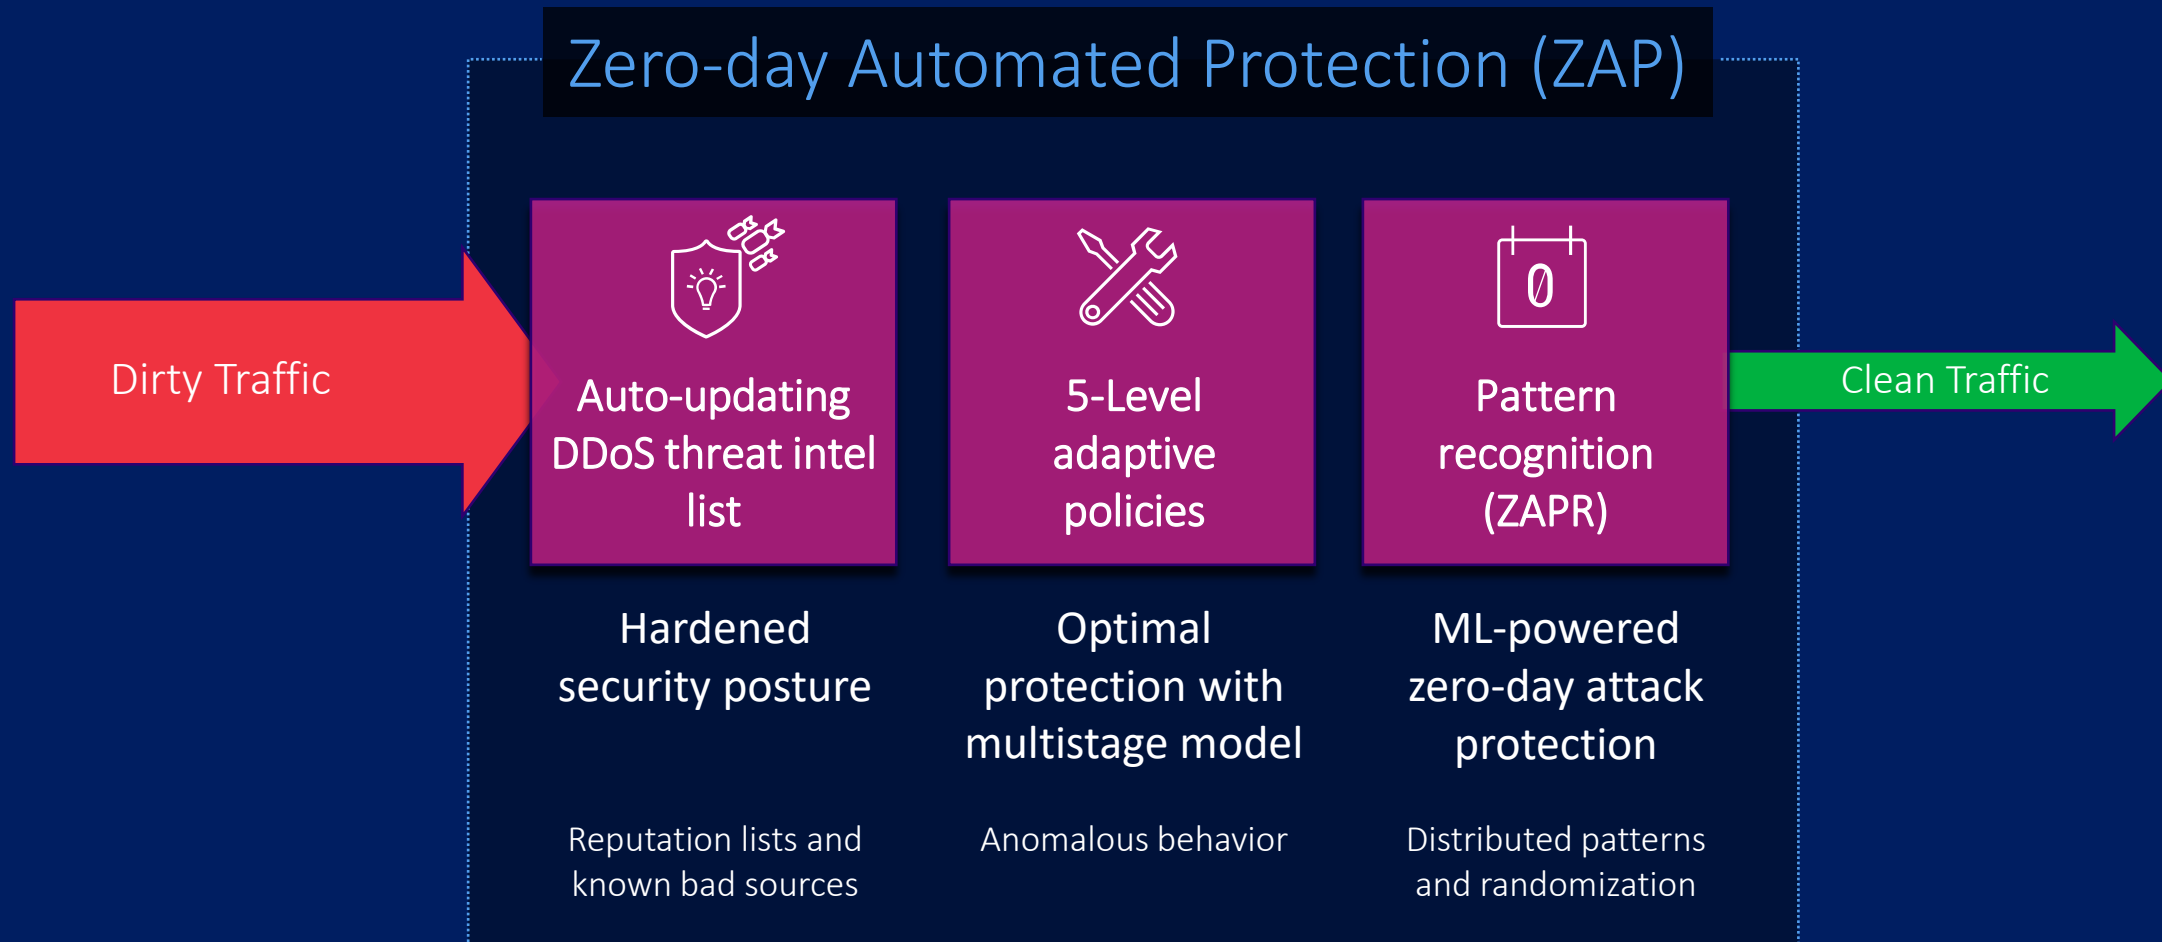 Zero-day Automated Protection (ZAP)
Dirty Traffic
Auto-updating
DDoS threat intel
list
Hardened
security posture
Reputation lists and
known bad sources
5-Level
adaptive
policies
Optimal
protection with
multistage model
Anomalous behavior
0
Pattern
recognition
(ZAPR)
ML-powered
zero-day attack
protection
Distributed patterns
and randomization
Clean Traffic